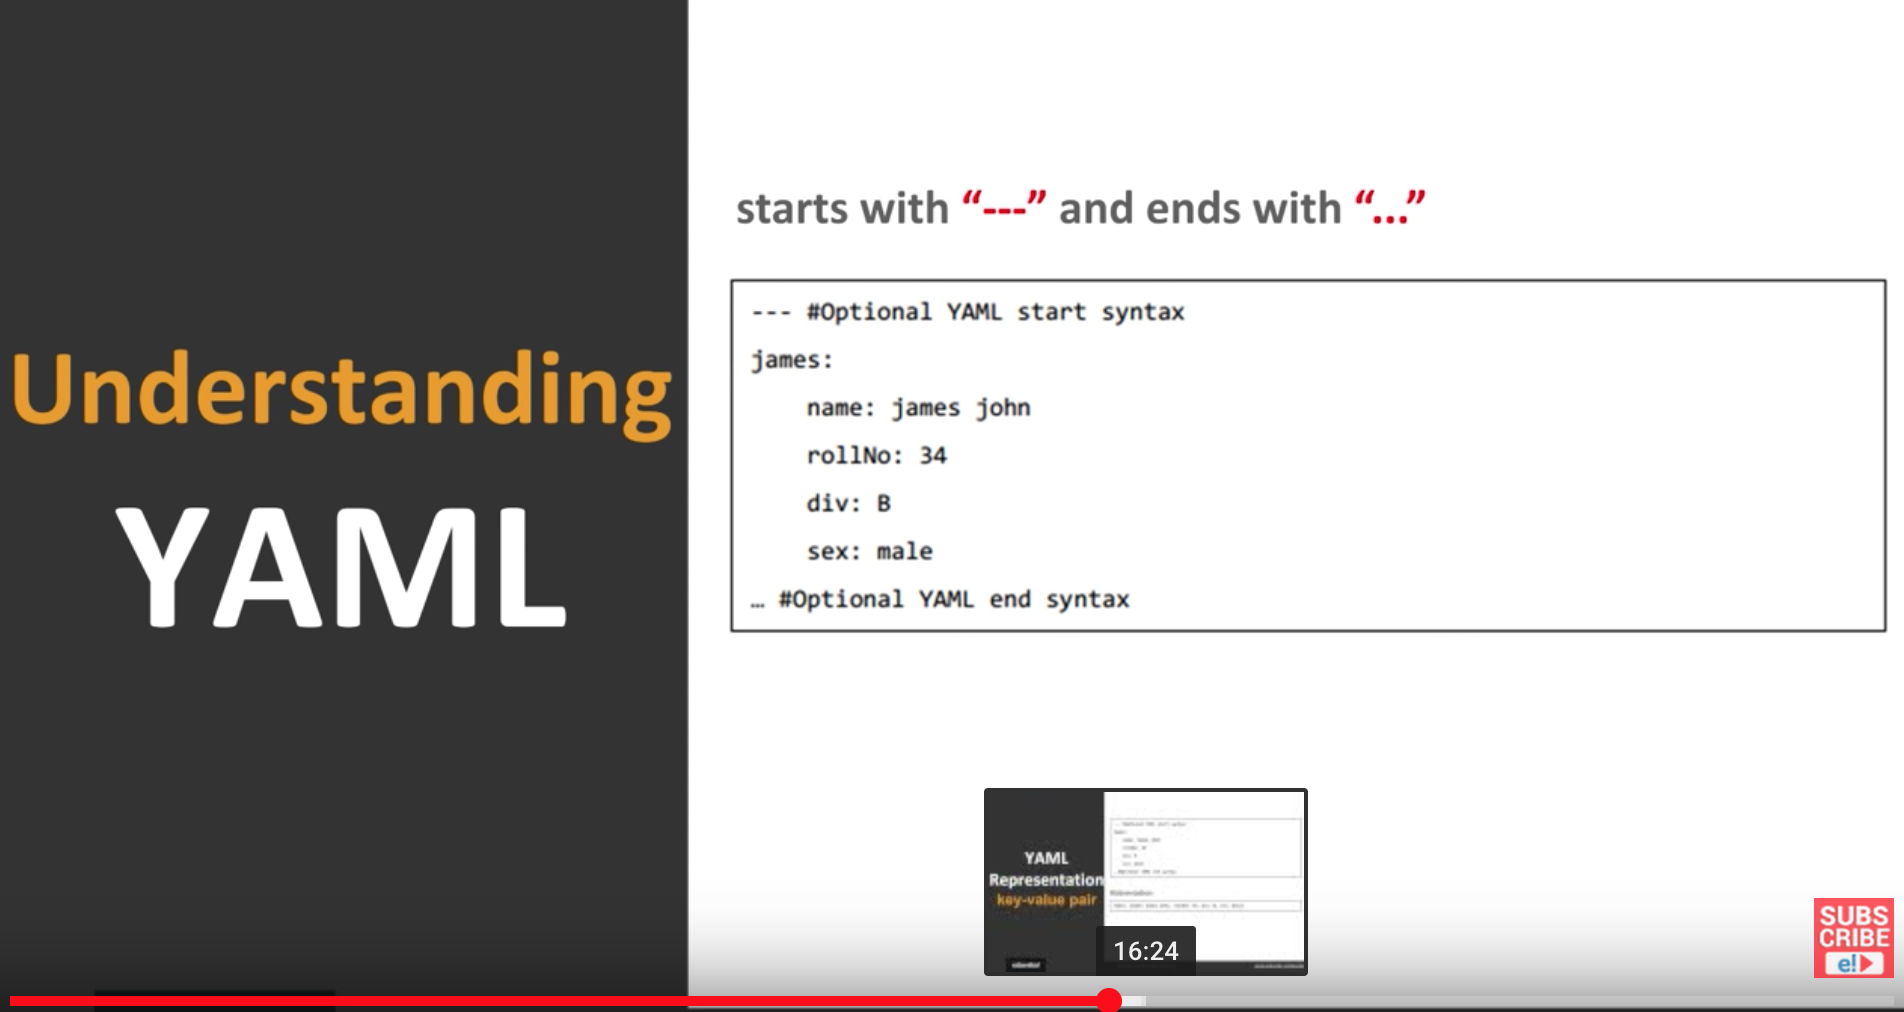 Understanding
YAML
starts with “---” and ends with “...”
--- #Optional YAML start syntax
james:
name: james john
rollNo: 34
div: B
sex: male
… #Optional YAML end syntax
YAML
Representation
key-value pair
16:24
SUBS
CRIBE
e!